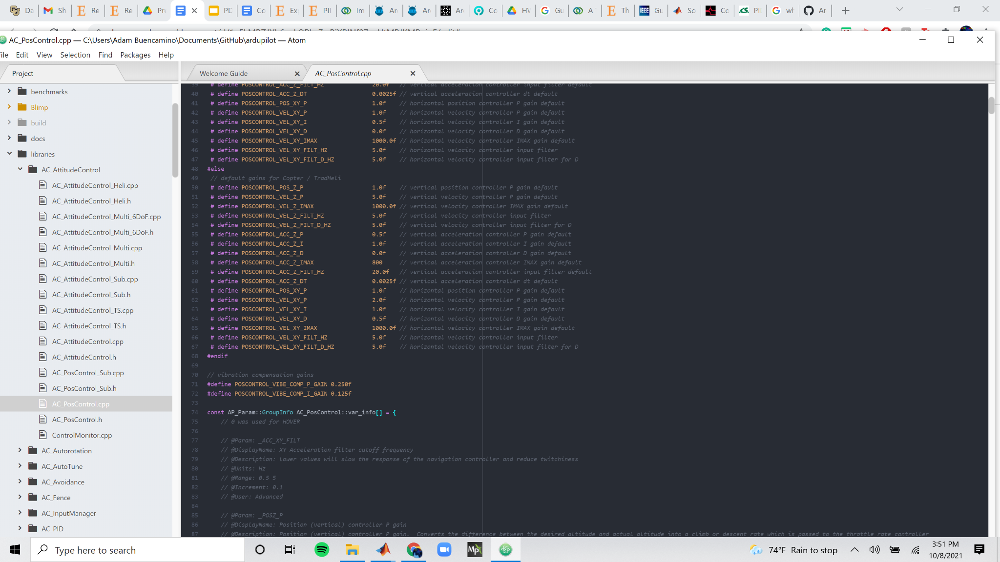 Da
Sh
Re
Re
Pr
PD
Co
Ex
PII
Im
Ar
Ar
Ar
Co
HV
Gu
A
Th
IEEE
Gu
So
Co
.CS.
PII
wh
Ar
AC_PosControl.cpp — C:\Users\Adam Buencamino\Documents\GitHub\ardupilot — Atom
ile Edit View Selection Find Packages Help
Project
Welcome Guide
AC_PosControl.cpp
benchmarks
Blimp
build
docs
libraries
AC_AttitudeControl
AC_AttitudeControl_Heli.cpp
AC_AttitudeControl_Heli.h
AC_AttitudeControl_Multi_6DoF.cpp
AC_AttitudeControl_Multi_6DoF.h
AC_AttitudeControl_Multi.cpp
AC_AttitudeControl_Multi.h
AC_AttitudeControl_Sub.cpp
AC_AttitudeControl_Sub.h
AC_AttitudeControl_TS.cpp
AC_AttitudeControl_TS.h
AC_AttitudeControl.cpp
AC_AttitudeControl.h
AC_PosControl_Sub.cpp
AC_PosControl_Sub.h
AC_PosControl.cpp
AC_PosControl.h
ControlMonitor.cpp
AC_Autorotation
AC_AutoTune
AC_Avoidance
AC_Fence
AC_InputManager
AC_PID
39 # define POSCONTROL_ACC_Z_FILT_HZ 20.0f // vertical acceleration controller input filter default
40 # define POSCONTROL_ACC_Z_DT 0.0025f // vertical acceleration controller dt default
41 # define POSCONTROL_POS_XY_P 1.0f // horizontal position controller P gain default
42 # define POSCONTROL_VEL_XY_P 1.0f // horizontal velocity controller P gain default
43 # define POSCONTROL_VEL_XY_I 0.5f // horizontal velocity controller I gain default
44 # define POSCONTROL_VEL_XY_D 0.0f // horizontal velocity controller D gain default
45 # define POSCONTROL_VEL_XY_IMAX 1000.0f // horizontal velocity controller IMAX gain default
46 # define POSCONTROL_VEL_XY_FILT_HZ 5.0f // horizontal velocity controller input filter
47 # define POSCONTROL_VEL_XY_FILT_D_HZ 5.0f // horizontal velocity controller input filter for D
48 #else
49 // default gains for Copter / TradHeli
50 # define POSCONTROL_POS_Z_P 1.0f // vertical position controller P gain default
51 # define POSCONTROL_VEL_Z_P 5.0f // vertical velocity controller P gain default
52 # define POSCONTROL_VEL_Z_IMAX 1000.0f // vertical velocity controller IMAX gain default
53 # define POSCONTROL_VEL_Z_FILT_HZ 5.0f // vertical velocity controller input filter
54 # define POSCONTROL_VEL_Z_FILT_D_HZ 5.0f // vertical velocity controller input filter for D
55 # define POSCONTROL_ACC_Z_P 0.5f // vertical acceleration controller P gain default
56 # define POSCONTROL_ACC_Z_I 1.0f // vertical acceleration controller I gain default
57 # define POSCONTROL_ACC_Z_D 0.0f // vertical acceleration controller D gain default
58 # define POSCONTROL_ACC_Z_IMAX 800 // vertical acceleration controller IMAX gain default
59 # define POSCONTROL_ACC_Z_FILT_HZ 20.0f // vertical acceleration controller input filter default
60 # define POSCONTROL_ACC_Z_DT 0.0025f // vertical acceleration controller dt default
61 # define POSCONTROL_POS_XY_P 1.0f // horizontal position controller P gain default
62 # define POSCONTROL_VEL_XY_P 2.0f // horizontal velocity controller P gain default
63 # define POSCONTROL_VEL_XY_I 1.0f // horizontal velocity controller I gain default
64 # define POSCONTROL_VEL_XY_D 0.5f // horizontal velocity controller D gain default
65 # define POSCONTROL_VEL_XY_IMAX 1000.0f // horizontal velocity controller IMAX gain default
66 # define POSCONTROL_VEL_XY_FILT_HZ 5.0f // horizontal velocity controller input filter
67 # define POSCONTROL_VEL_XY_FILT_D_HZ 5.0f // horizontal velocity controller input filter for D
68 #endif
69
70 // vibration compensation gains
71 #define POSCONTROL_VIBE_COMP_P_GAIN 0.250f
72 #define POSCONTROL_VIBE_COMP_I_GAIN 0.125f
73
74 const AP_Param::GroupInfo AC_PosControl::var_info[] = {
75 // 0 was used for HOVER
76
77 // @Param: _ACC_XY_FILT
78 // @DisplayName: XY Acceleration filter cutoff frequency
79 // @Description: Lower values will slow the response of the navigation controller and reduce twitchiness
80 // @Units: Hz
81 // @Range: 0.5 5
82 // @Increment: 0.1
83 // @User: Advanced
84
85 // @Param: _POSZ_P
86 // @DisplayName: Position (vertical) controller P gain
87 // @Description: Position (vertical) controller P gain. Converts the difference between the desired altitude and actual altitude into a climb or descent rate which is passed to the throttle rate controller
Type here to search
Mp
74°F Rain to stop
3:51 PM
10/8/2021